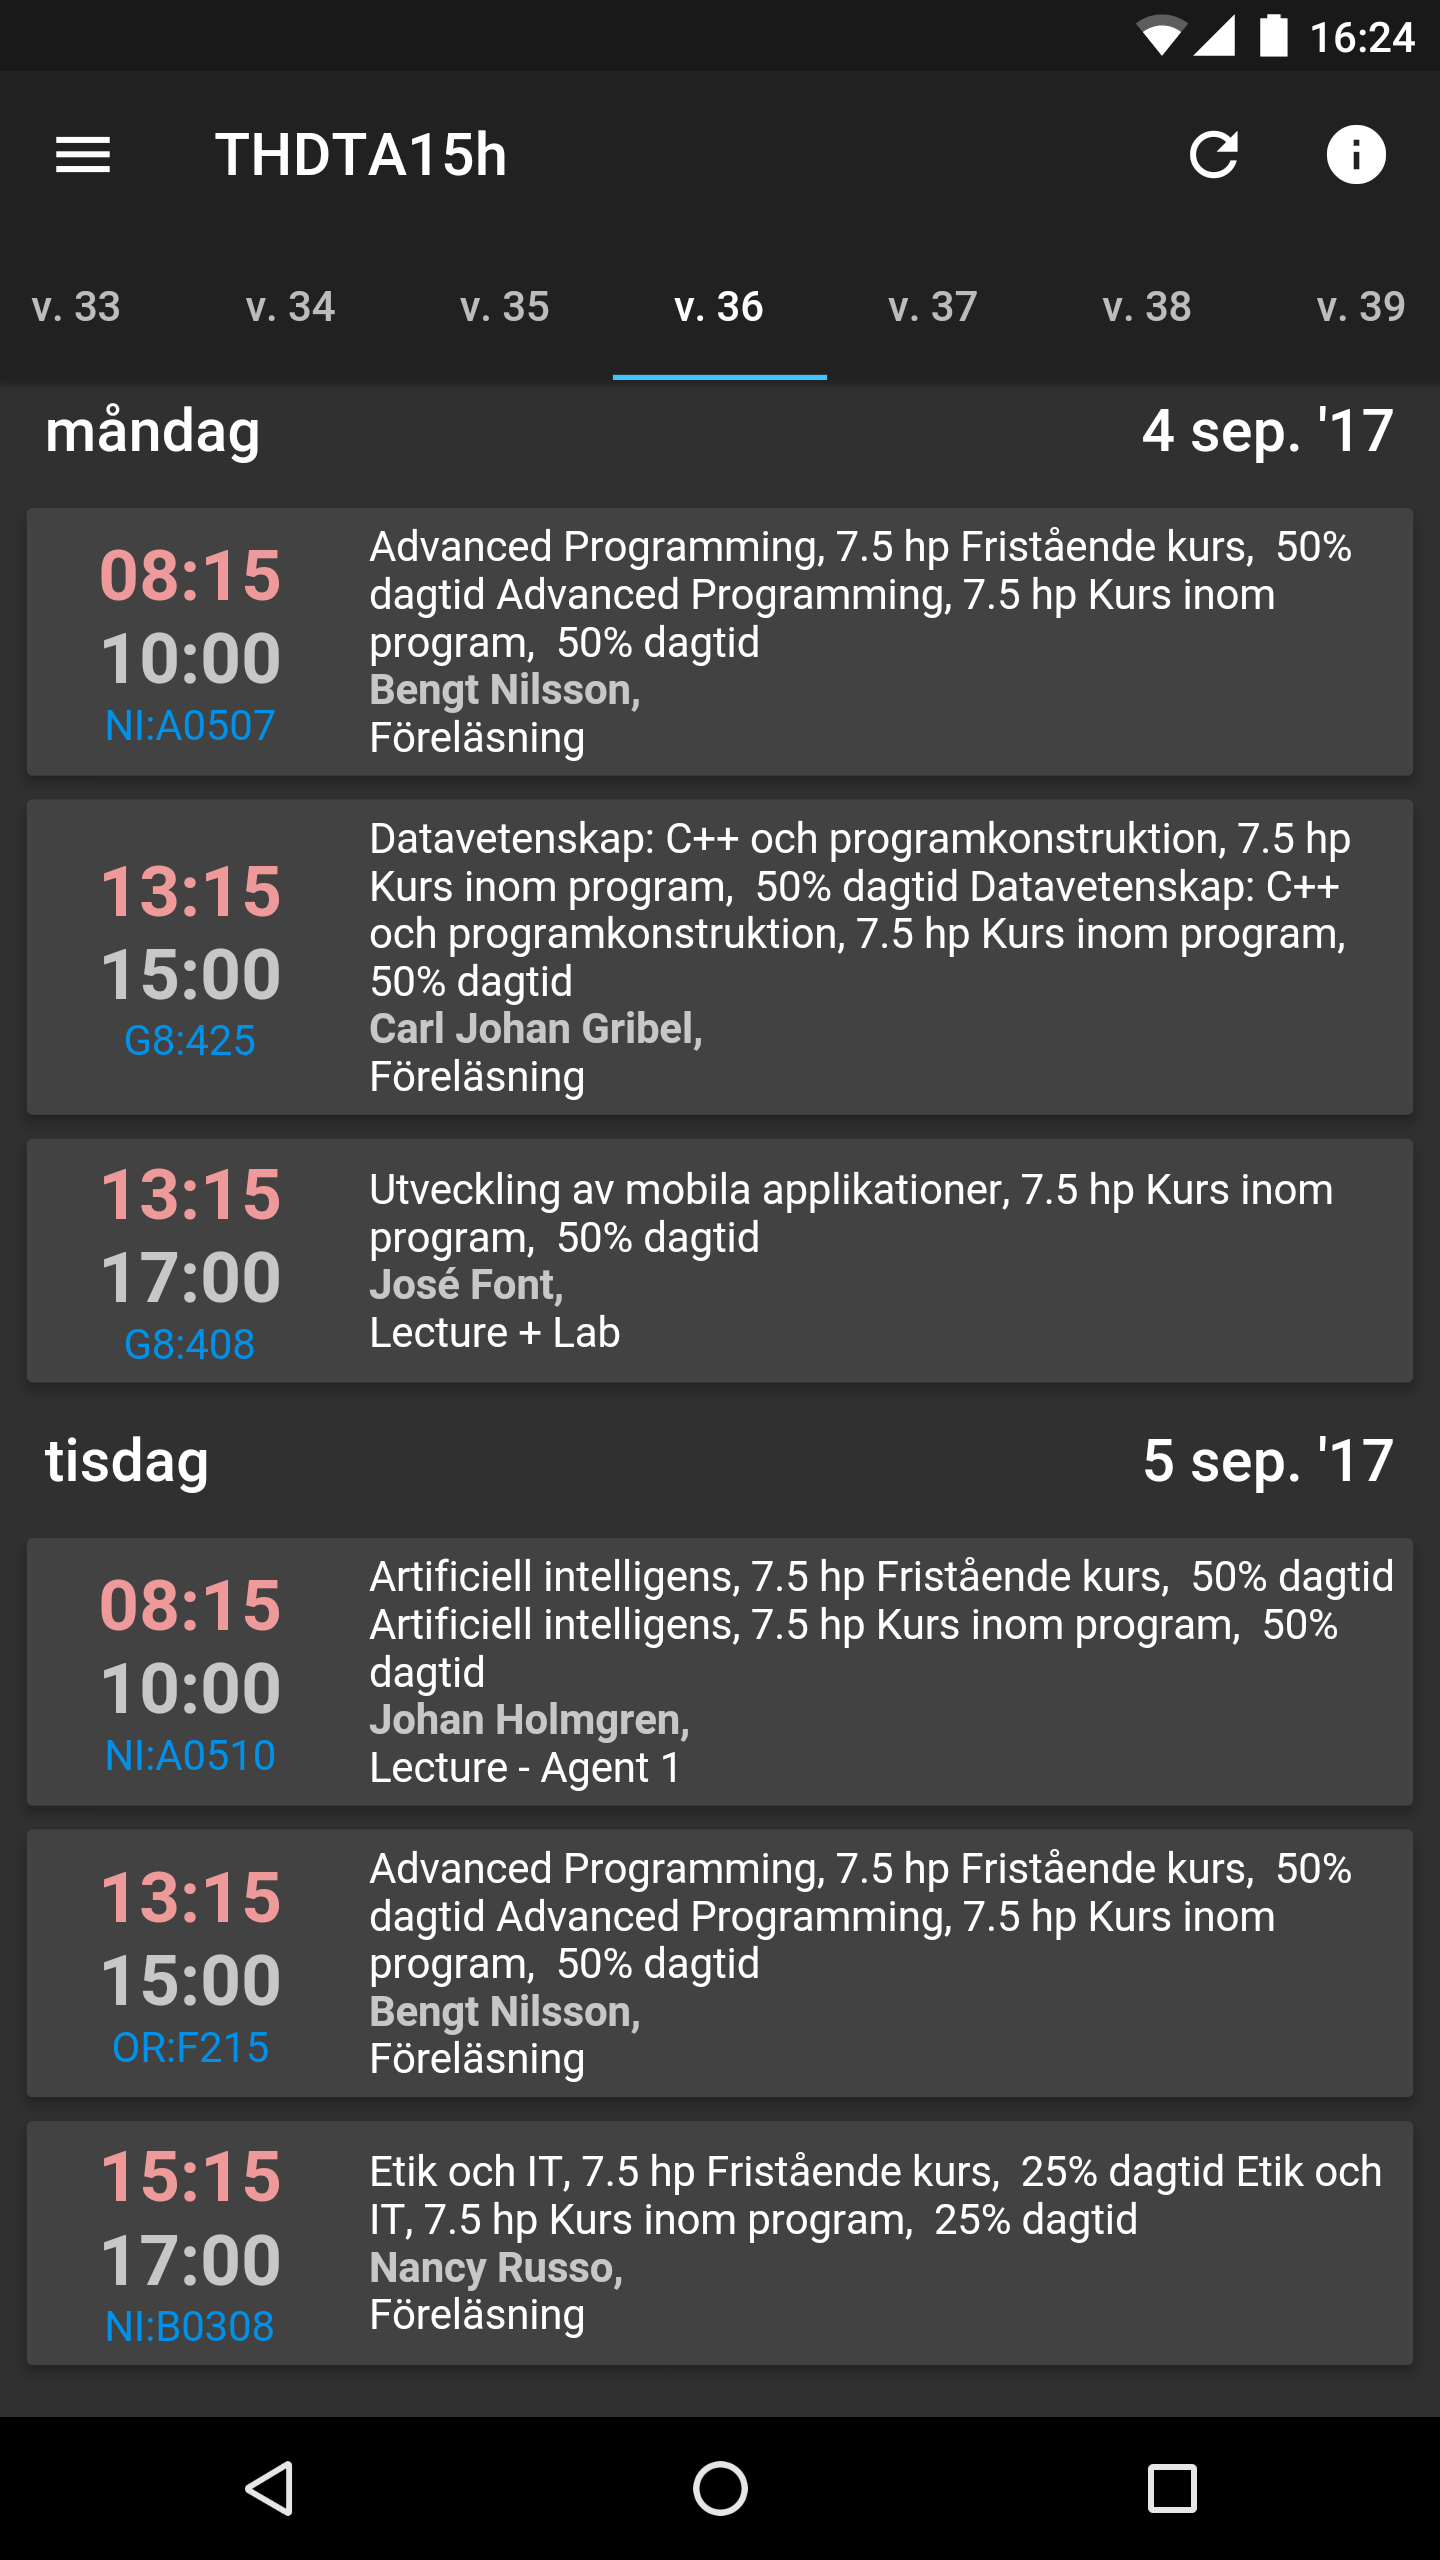 16:24
THDTA15h
v. 33 v. 34 v. 35 v. 36 v. 37 v. 38 v. 39
måndag 4 sep. '17
08:15
10:00
NI:A0507
Advanced Programming, 7.5 hp Fristående kurs,  50%
dagtid Advanced Programming, 7.5 hp Kurs inom
program,  50% dagtid
Bengt Nilsson,
Föreläsning
13:15
15:00
G8:425
Datavetenskap: C++ och programkonstruktion, 7.5 hp
Kurs inom program,  50% dagtid Datavetenskap: C++
och programkonstruktion, 7.5 hp Kurs inom program,
50% dagtid
Carl Johan Gribel,
Föreläsning
13:15
17:00
G8:408
Utveckling av mobila applikationer, 7.5 hp Kurs inom
program,  50% dagtid
José Font,
Lecture + Lab
tisdag 5 sep. '17
08:15
10:00
NI:A0510
Artificiell intelligens, 7.5 hp Fristående kurs,  50% dagtid
Artificiell intelligens, 7.5 hp Kurs inom program,  50%
dagtid
Johan Holmgren,
Lecture - Agent 1
13:15
15:00
OR:F215
Advanced Programming, 7.5 hp Fristående kurs,  50%
dagtid Advanced Programming, 7.5 hp Kurs inom
program,  50% dagtid
Bengt Nilsson,
Föreläsning
15:15
17:00
NI:B0308
Etik och IT, 7.5 hp Fristående kurs,  25% dagtid Etik och
IT, 7.5 hp Kurs inom program,  25% dagtid
Nancy Russo,
Föreläsning